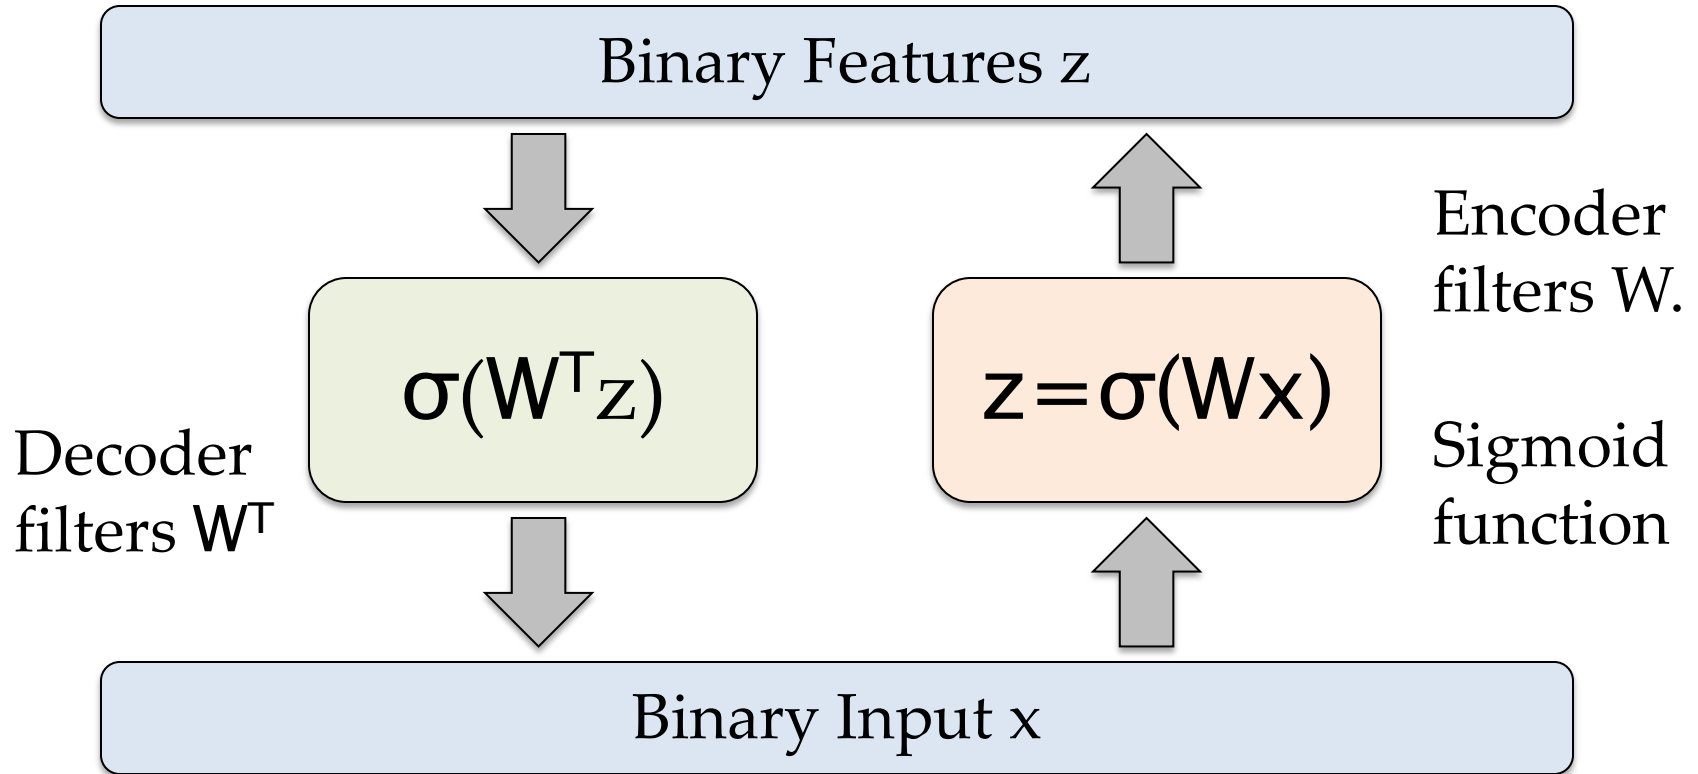 Binary Features z
Encoder
filters W.
σ(Wᵀz)
z=σ(Wx)
Decoder
filters Wᵀ
Sigmoid
function
Binary Input x